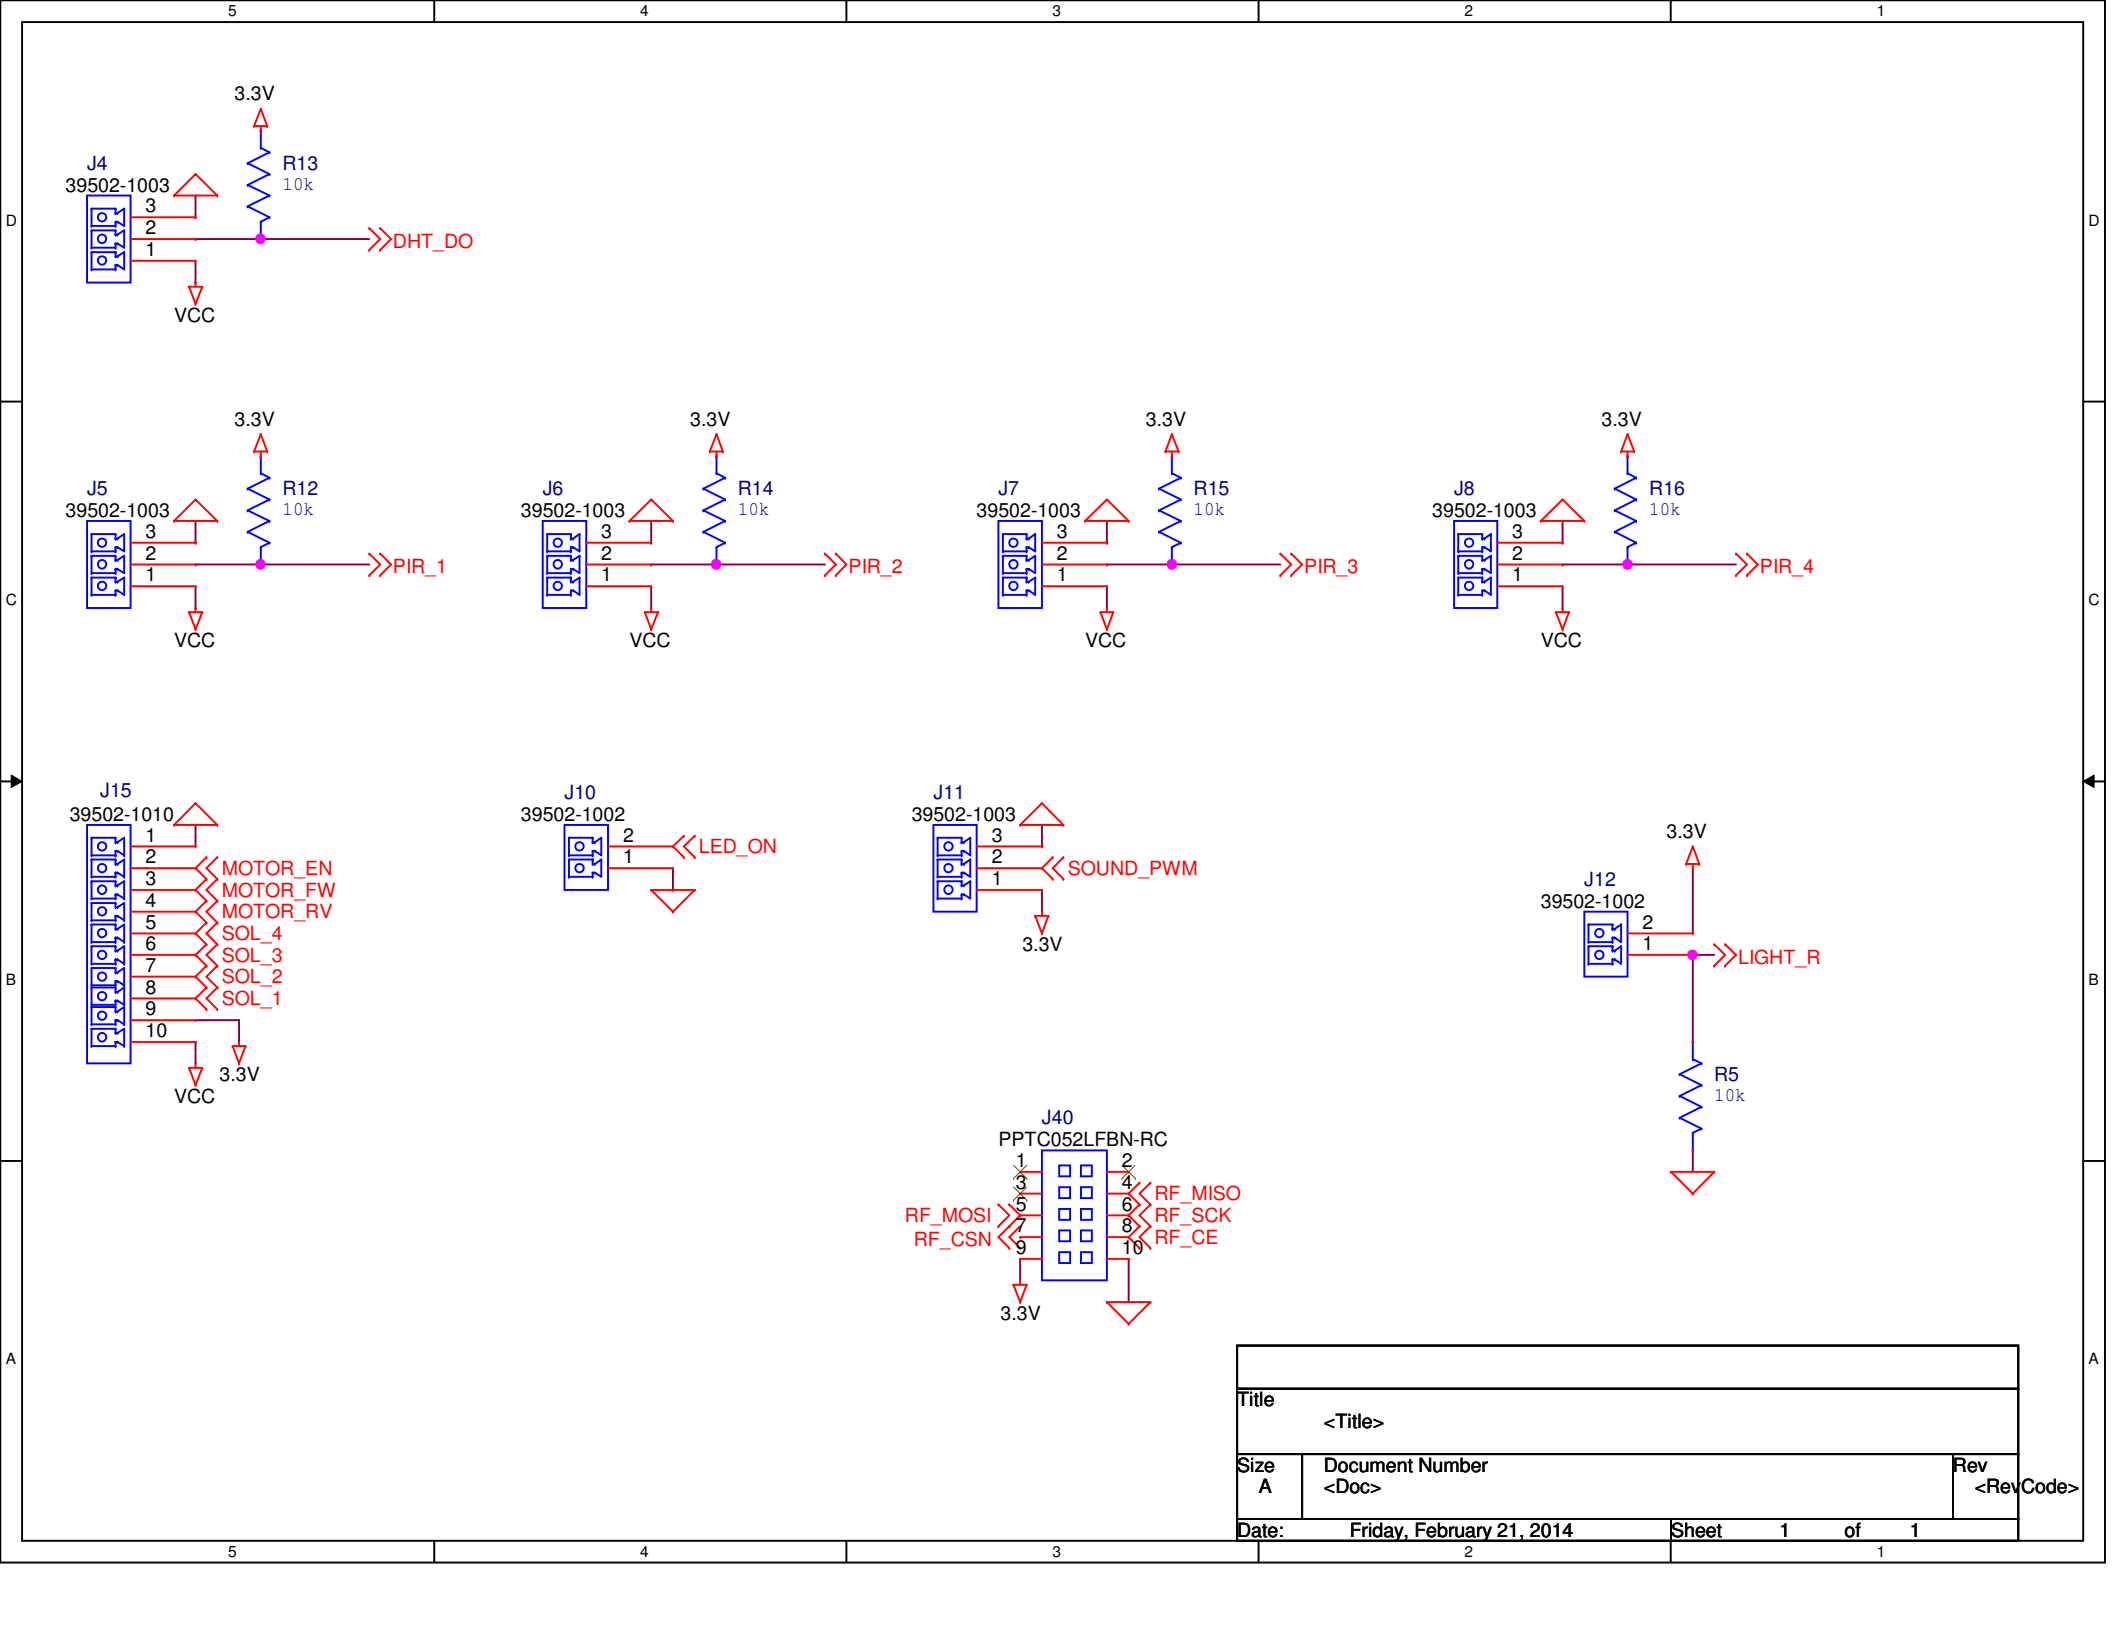 5 4 3 2 1
D D
C C
B B
A A
3.3V
J4
39502-1003
R13
10k
3
2
1
DHT_DO
VCC
3.3V
J5
39502-1003
R12
10k
3
2
1
PIR_1
VCC
3.3V
J6
39502-1003
R14
10k
3
2
1
PIR_2
VCC
3.3V
J7
39502-1003
R15
10k
3
2
1
PIR_3
VCC
3.3V
J8
39502-1003
R16
10k
3
2
1
PIR_4
VCC
J15
39502-1010
1
2 MOTOR_EN
3 MOTOR_FW
4 MOTOR_RV
5 SOL_4
6 SOL_3
7 SOL_2
8 SOL_1
9
10
3.3V
VCC
J10
39502-1002
2 LED_ON
1
J11
39502-1003
3
2 SOUND_PWM
1
3.3V
3.3V
J12
39502-1002
2
1 LIGHT_R
R5
10k
J40
PPTC052LFBN-RC
1 2
3 4 RF_MISO
RF_MOSI 5 6 RF_SCK
RF_CSN 7 8 RF_CE
9 10
3.3V
Title
<Title>
Size
A
Document Number
<Doc>
Rev
<RevCode>
Date: Friday, February 21, 2014 Sheet 1 of 1
5 4 3 2 1